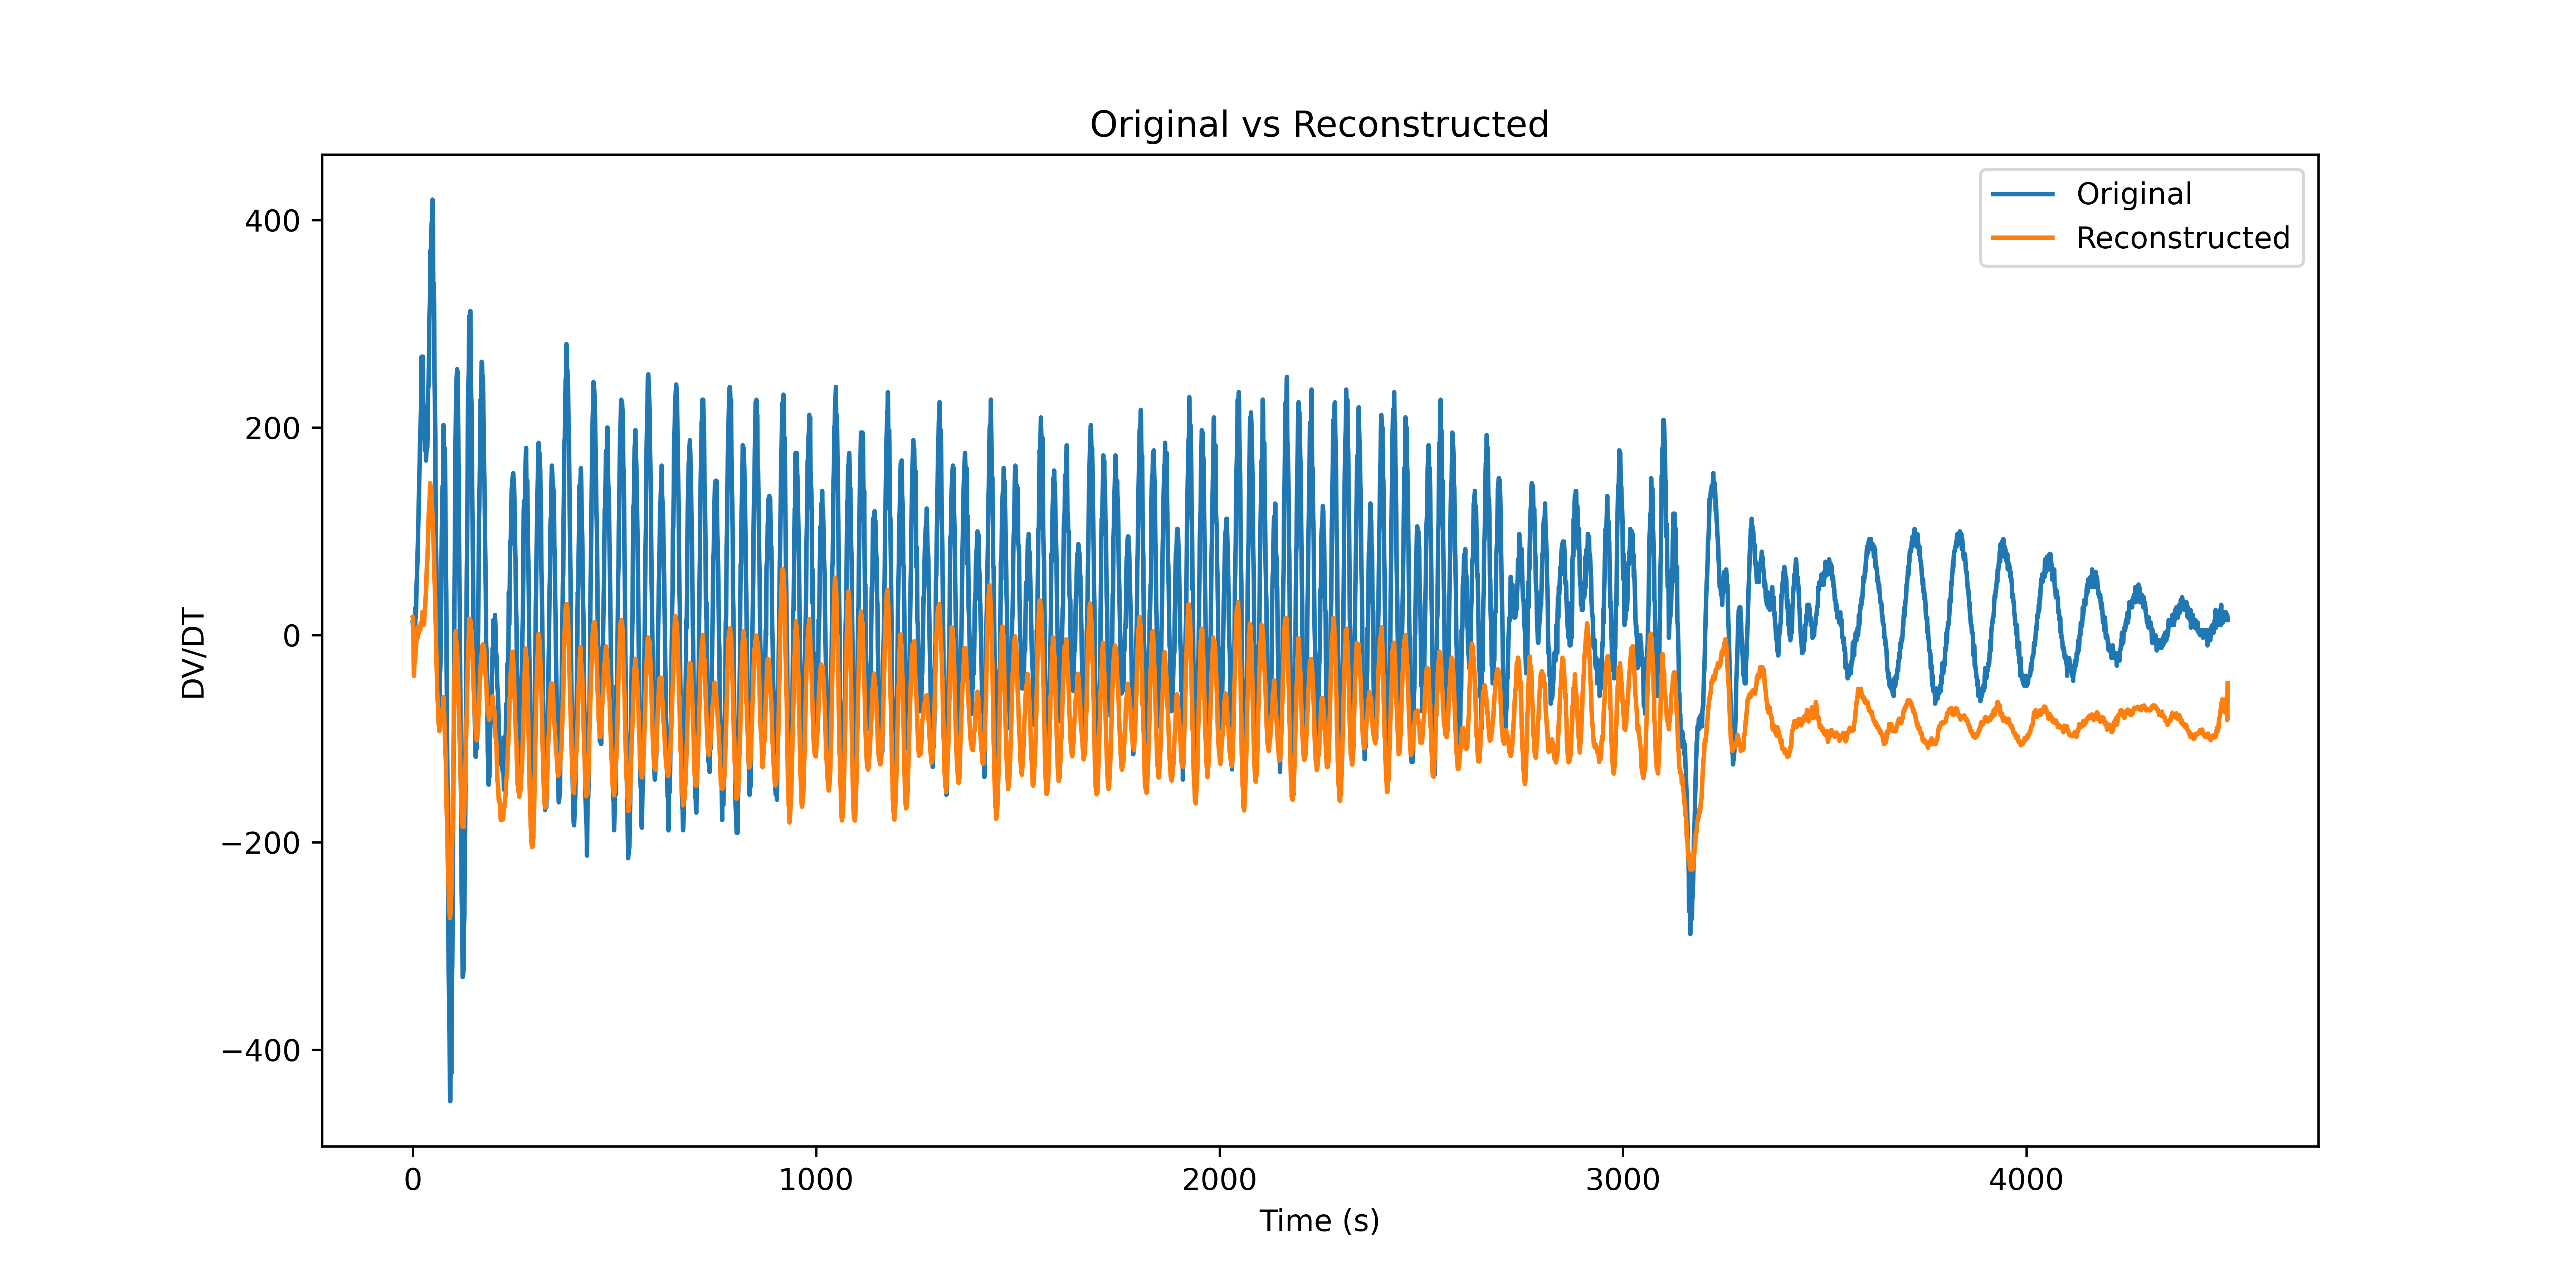 Original vs Reconstructed
Original
Reconstructed
400
200
0
−200
−400
DV/DT
0
1000
2000
3000
4000
Time (s)